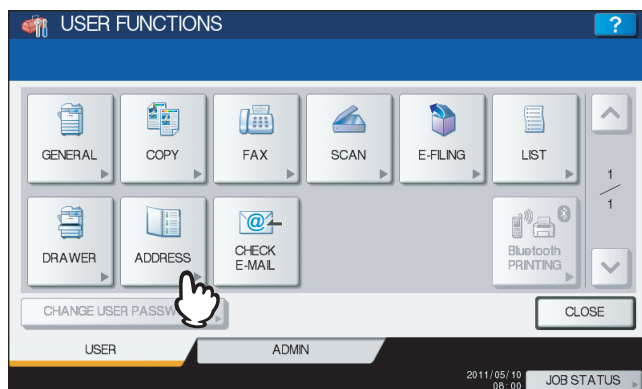 USER FUNCTIONS
?
GENERAL
COPY
FAX
SCAN
E-FILING
LIST
1
1
DRAWER
ADDRESS
@
CHECK
E-MAIL
Bluetooth
PRINTING
CHANGE USER PASSW
CLOSE
USER
ADMIN
2011/05/10
08:00
JOB STATUS